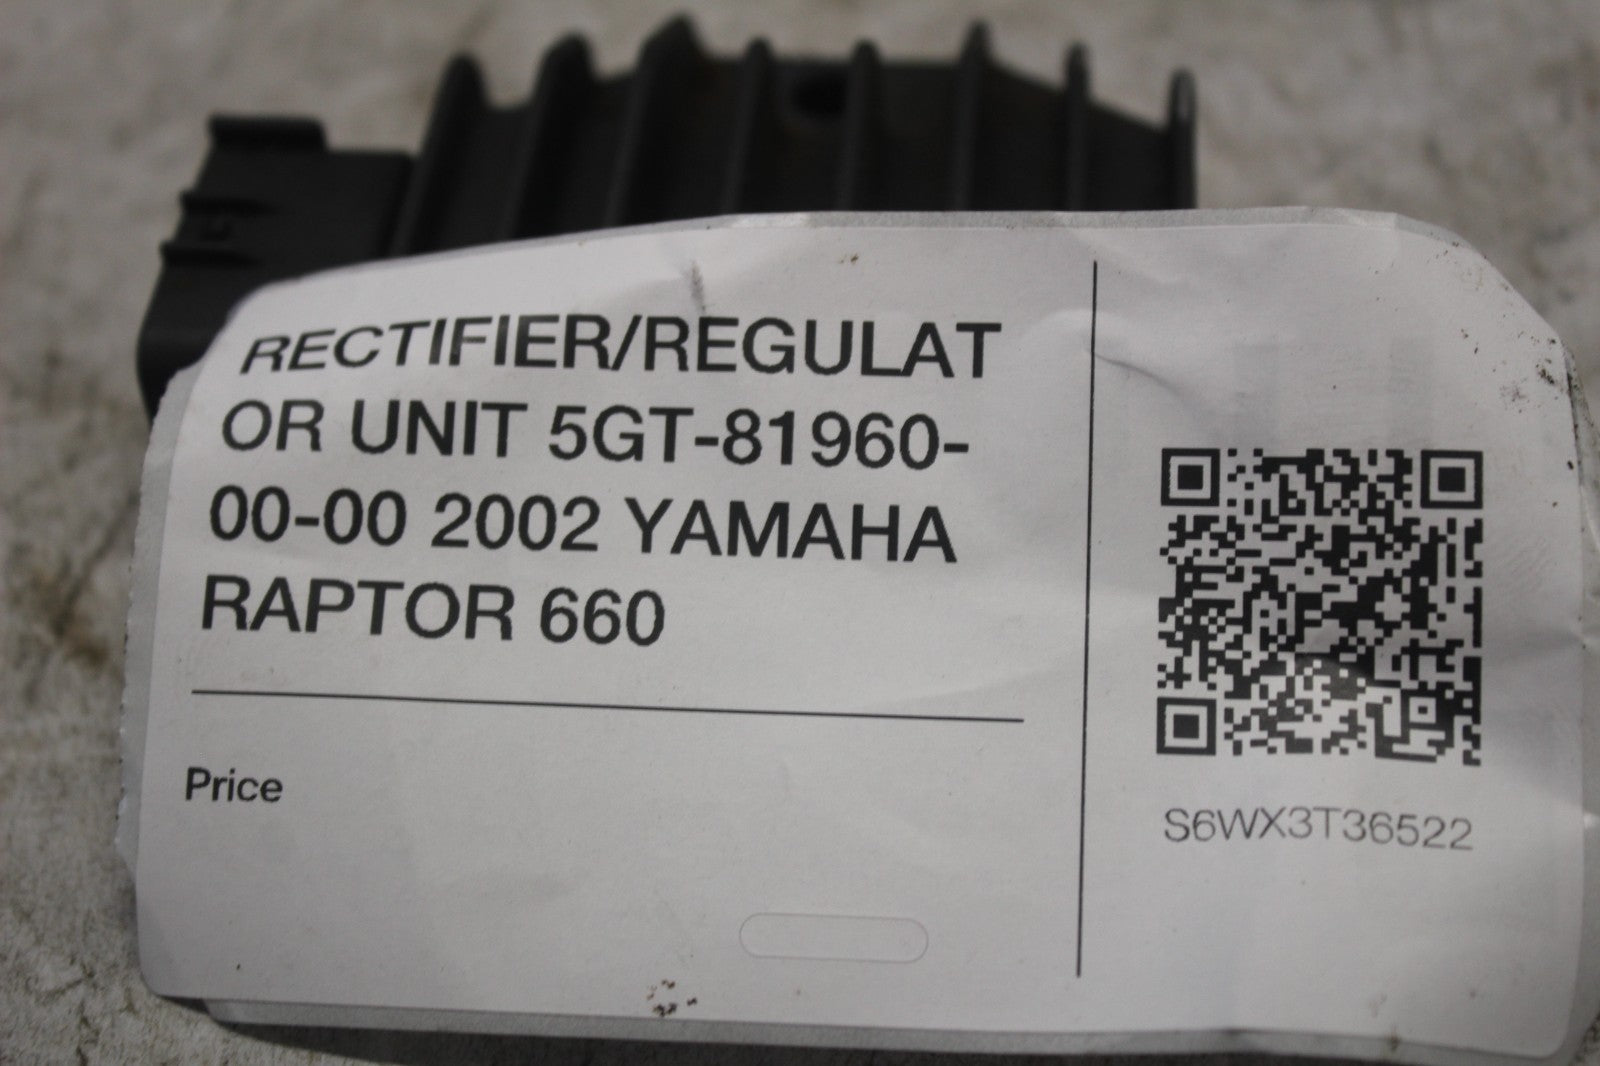 RECTIFIER/REGULAT
OR UNIT 5GT-81960-
00-00 2002 YAMAHA
RAPTOR 660
Price
S6WX3T36522